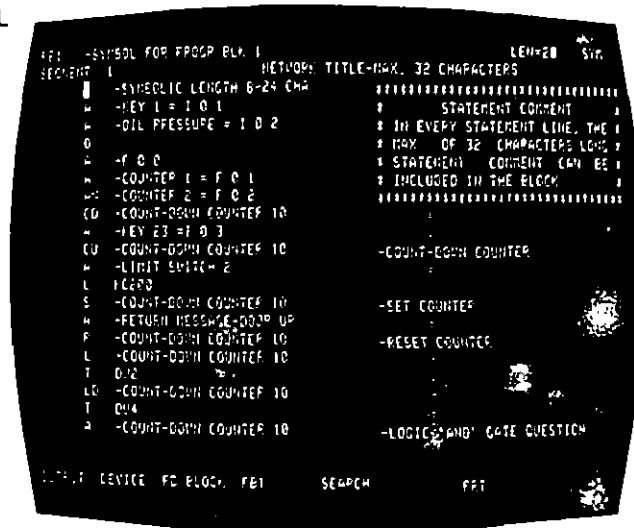 L
FB1 -SYMBOL FOR PROGR BLK 1 LEN=28 SYM
SEGMENT 1 NETWORK TITLE-MAX. 32 CHARACTERS
-SYMBOLIC LENGTH 8-24 CHA
A -KEY 1 = I 0 1
A -OIL PRESSURE = I 0 2
O
A -F 0 0
A -COUNTER 1 = F 0 1
AN -COUNTER 2 = F 0 2
CD -COUNT-DOWN COUNTER 10
A -KEY 23 =F 0 3
CU -COUNT-DOWN COUNTER 10 -COUNT-DOWN COUNTER
A -LIMIT SWITCH 2
L KC200
S -COUNT-DOWN COUNTER 10 -SET COUNTER
A -RETURN MESSAGE-DOOR UP
R -COUNT-DOWN COUNTER 10 -RESET COUNTER
L -COUNT-DOWN COUNTER 10
T DW2
LD -COUNT-DOWN COUNTER 10
T DW4
A -COUNT-DOWN COUNTER 10 -LOGIC "AND" GATE QUESTION
**********************************
* STATEMENT COMMENT *
* IN EVERY STATEMENT LINE, THE *
* MAX OF 32 CHARACTERS LONG *
* STATEMENT COMMENT CAN BE *
* INCLUDED IN THE BLOCK *
**********************************
OUTPUT DEVICE FD BLOCK FB1 SEARCH PRT